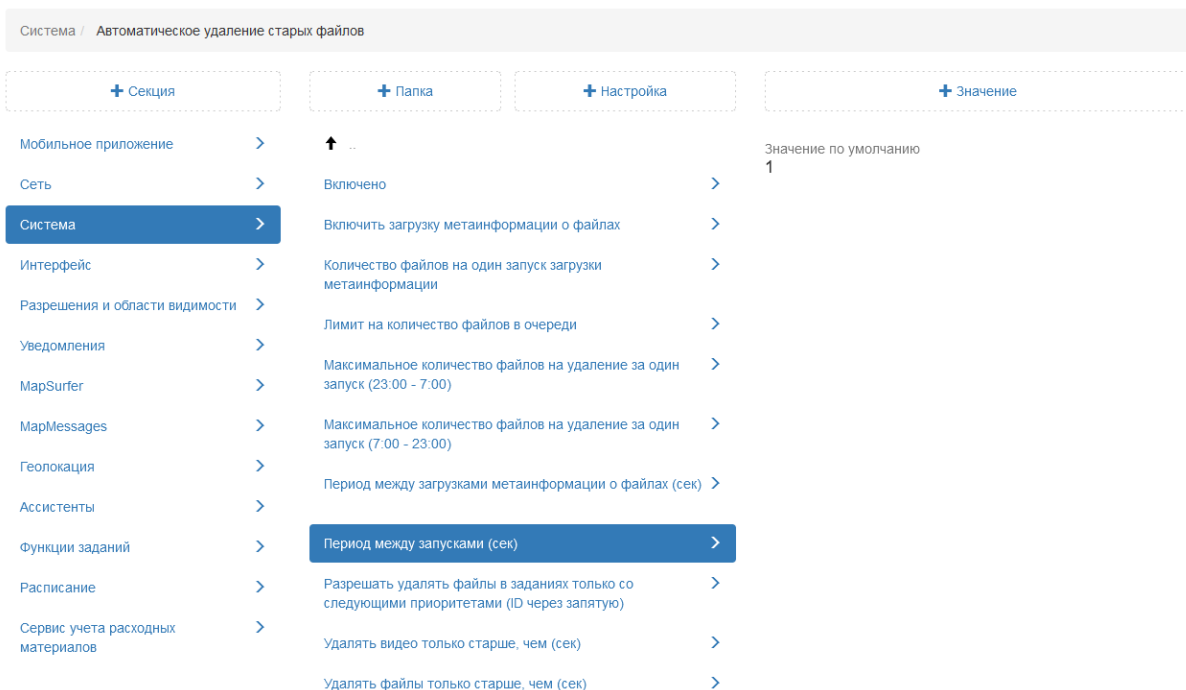 Система / Автоматическое удаление старых файлов
+ Секция
+ Папка
+ Настройка
+ Значение
Мобильное приложение
Сеть
Система
Интерфейс
Разрешения и области видимости
Уведомления
MapSurfer
MapMessages
Геолокация
Ассистенты
Функции заданий
Расписание
Сервис учета расходных
материалов
..
Включено
Включить загрузку метаинформации о файлах
Количество файлов на один запуск загрузки
метаинформации
Лимит на количество файлов в очереди
Максимальное количество файлов на удаление за один
запуск (23:00 - 7:00)
Максимальное количество файлов на удаление за один
запуск (7:00 - 23:00)
Период между загрузками метаинформации о файлах (сек)
Период между запусками (сек)
Разрешать удалять файлы в заданиях только со
следующими приоритетами (ID через запятую)
Удалять видео только старше, чем (сек)
Удалять файлы только старше, чем (сек)
Значение по умолчанию
1